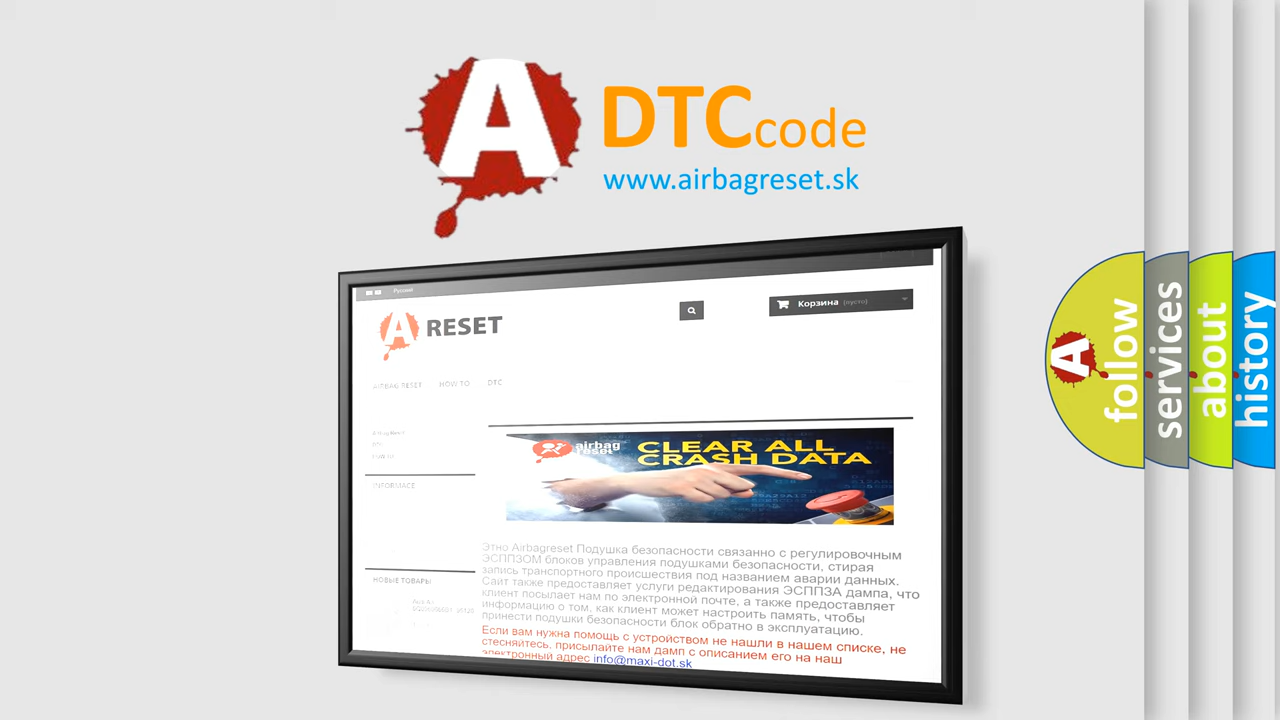 A DTCcode
www.airbagreset.sk
Русский
Корзина (пусто)
A RESET
AIRBAG RESET HOW TO DTC
INFORMACE
airbag
reset
CLEAR ALL
CRASH DATA
Этно Airbagreset Подушка безопасности связанно с регулировочным
ЭСППЗОМ блоков управления подушками безопасности, стирая
запись транспортного происшествия под названием аварии данных.
Сайт также предоставляет услуги редактирования ЭСППЗА дампа, что
клиент посылает нам по электронной почте, а также предоставляет
информацию о том, как клиент может настроить память, чтобы
принести подушки безопасности блок обратно в эксплуатацию.
Если вам нужна помощь с устройством не нашли в нашем списке, не
стесняйтесь, присылайте нам дамп с описанием его на наш
электронный адрес info@maxi-dot.sk
НОВЫЕ ТОВАРЫ
A follow
services
about
history